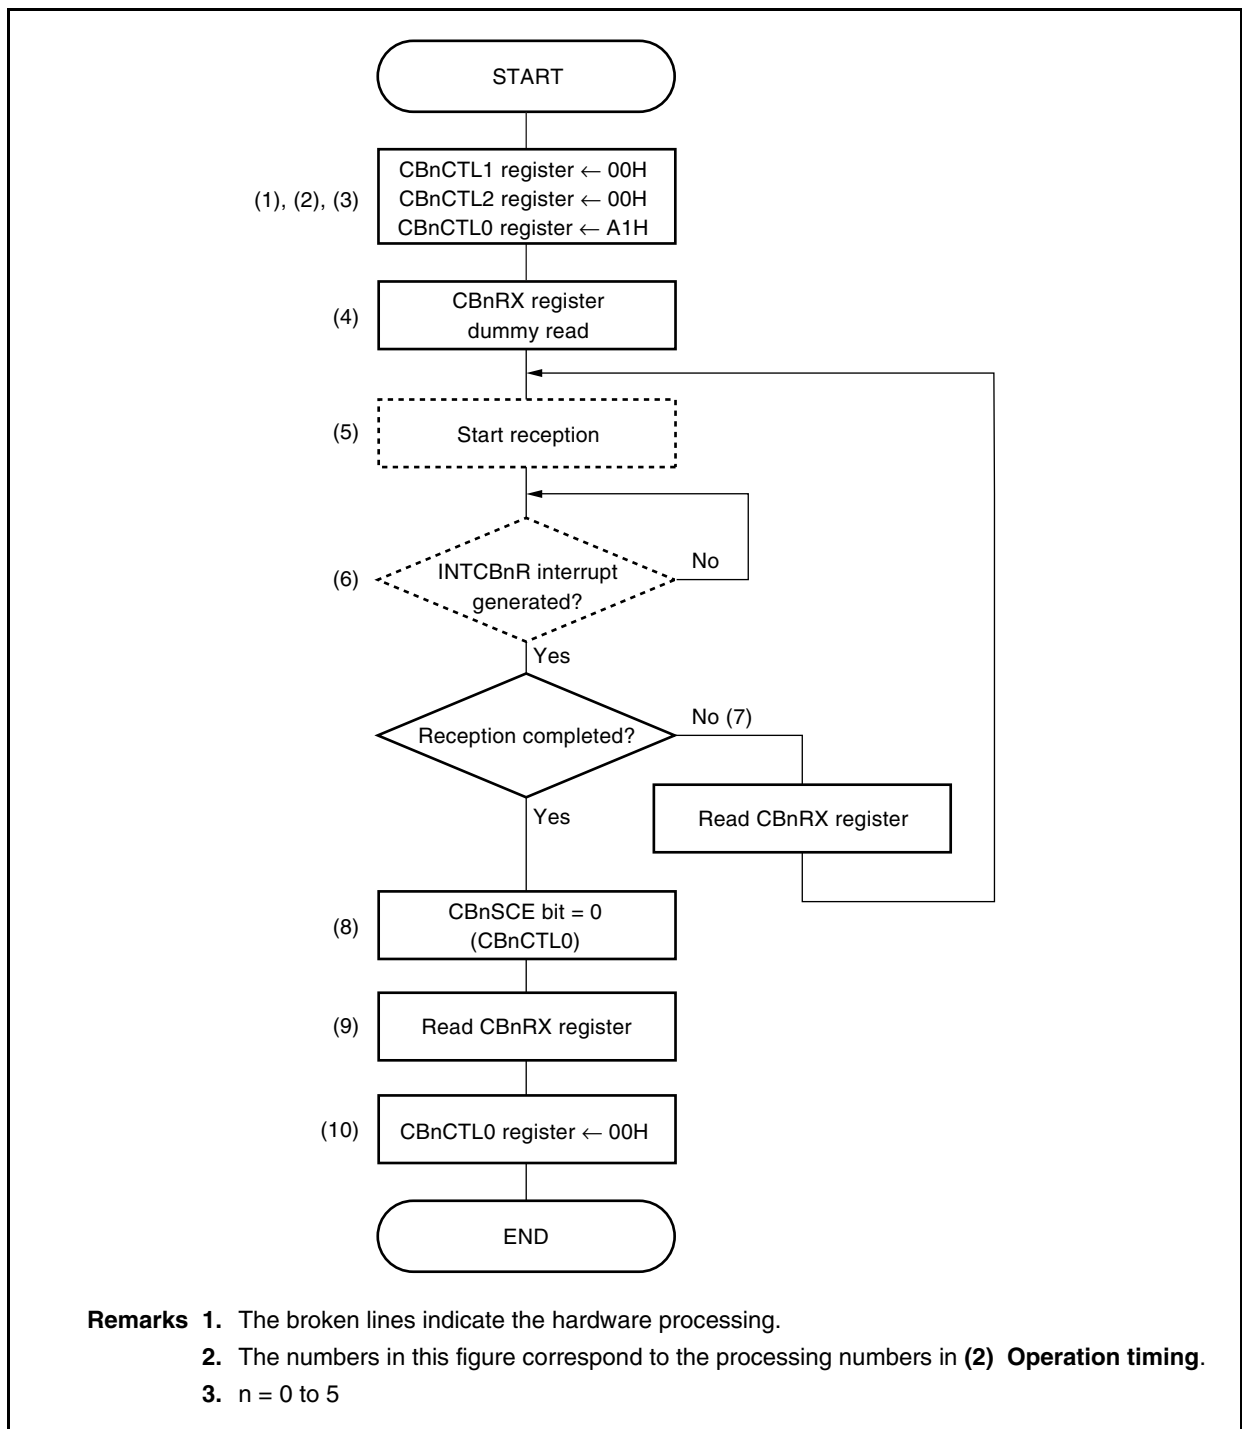 START
(1), (2), (3)
CBnCTL1 register ← 00H
CBnCTL2 register ← 00H
CBnCTL0 register ← A1H
(4)
CBnRX register
dummy read
(5)
Start reception
(6)
INTCBnR interrupt
generated?
No
Yes
Reception completed?
No (7)
Read CBnRX register
Yes
(8)
CBnSCE bit = 0
(CBnCTL0)
(9)
Read CBnRX register
(10)
CBnCTL0 register ← 00H
END
Remarks 1. The broken lines indicate the hardware processing.
2. The numbers in this figure correspond to the processing numbers in (2) Operation timing.
3. n = 0 to 5